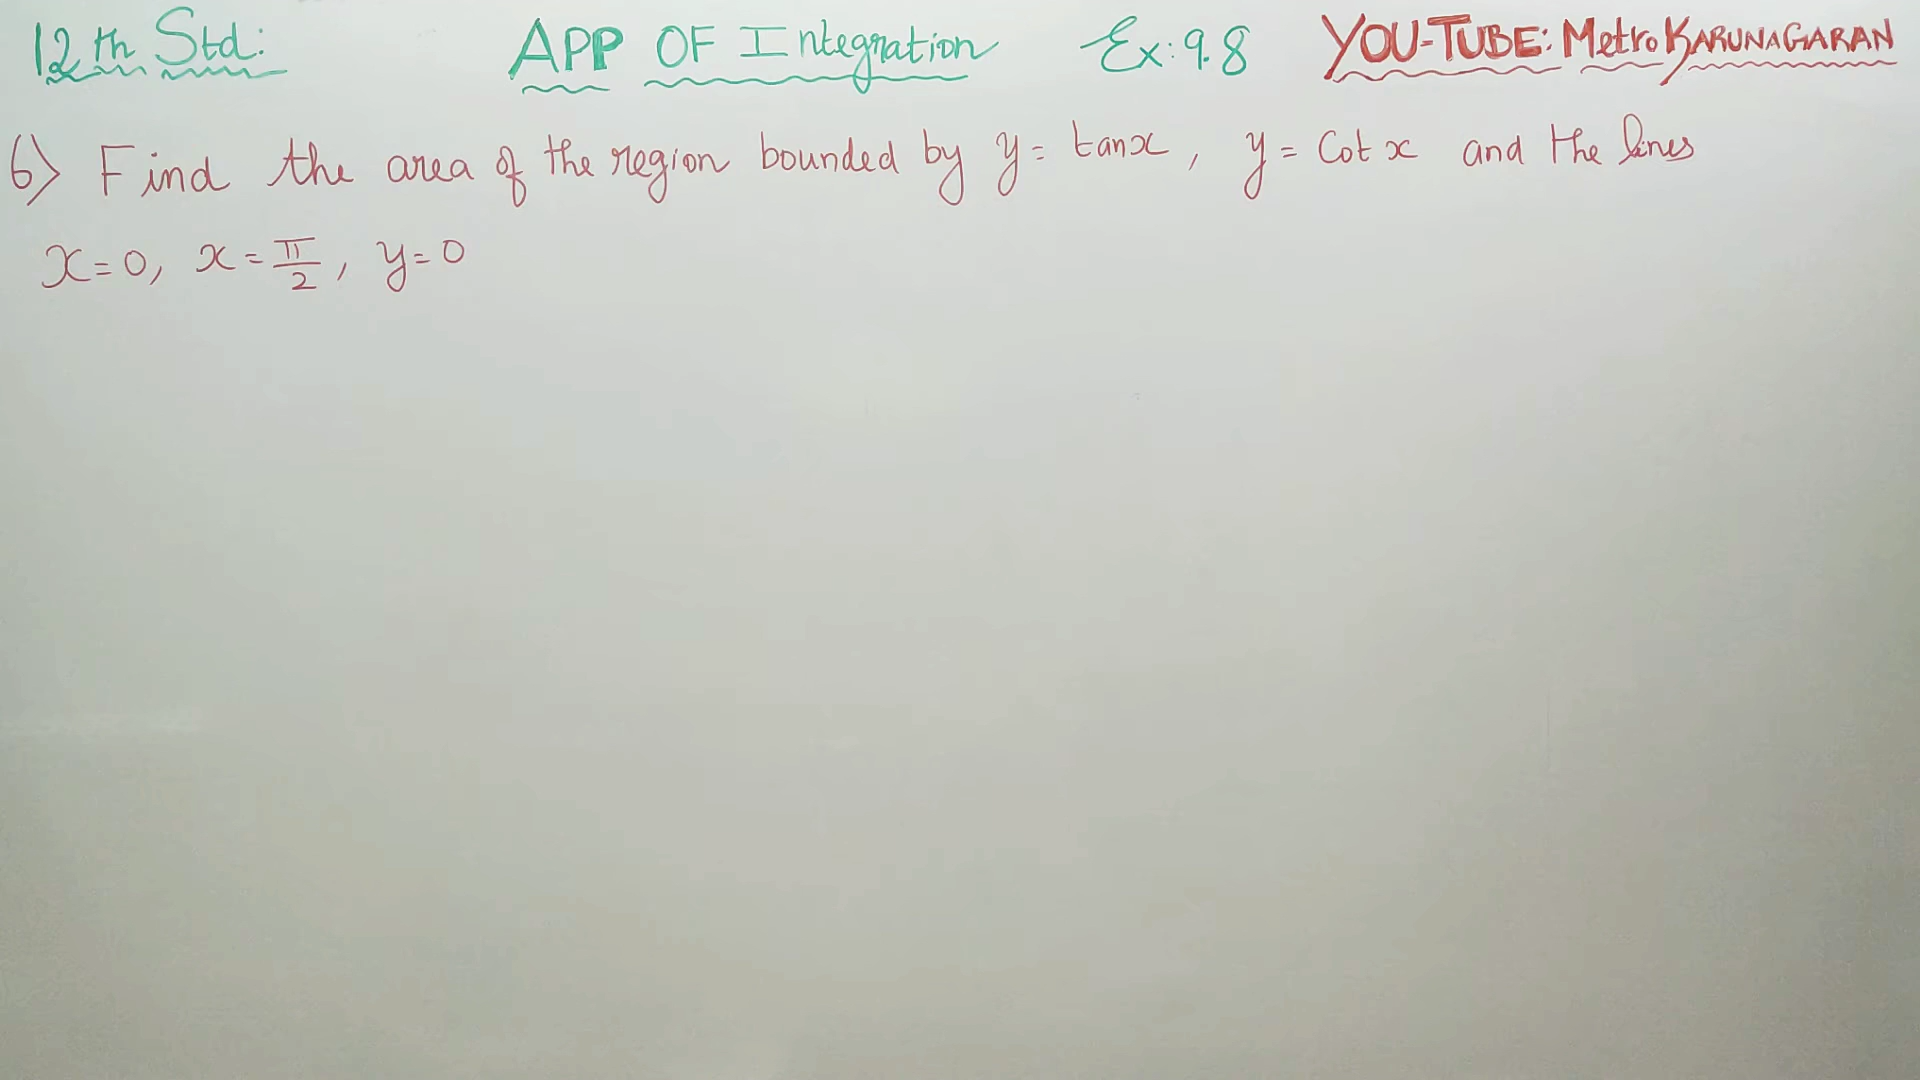 12th Std: APP OF Integration Ex: 9.8 YOU-TUBE: Metro KARUNAGARAN
6) Find the area of the region bounded by y = tanx, y = Cot x and the lines
x=0, x=π/2, y=0